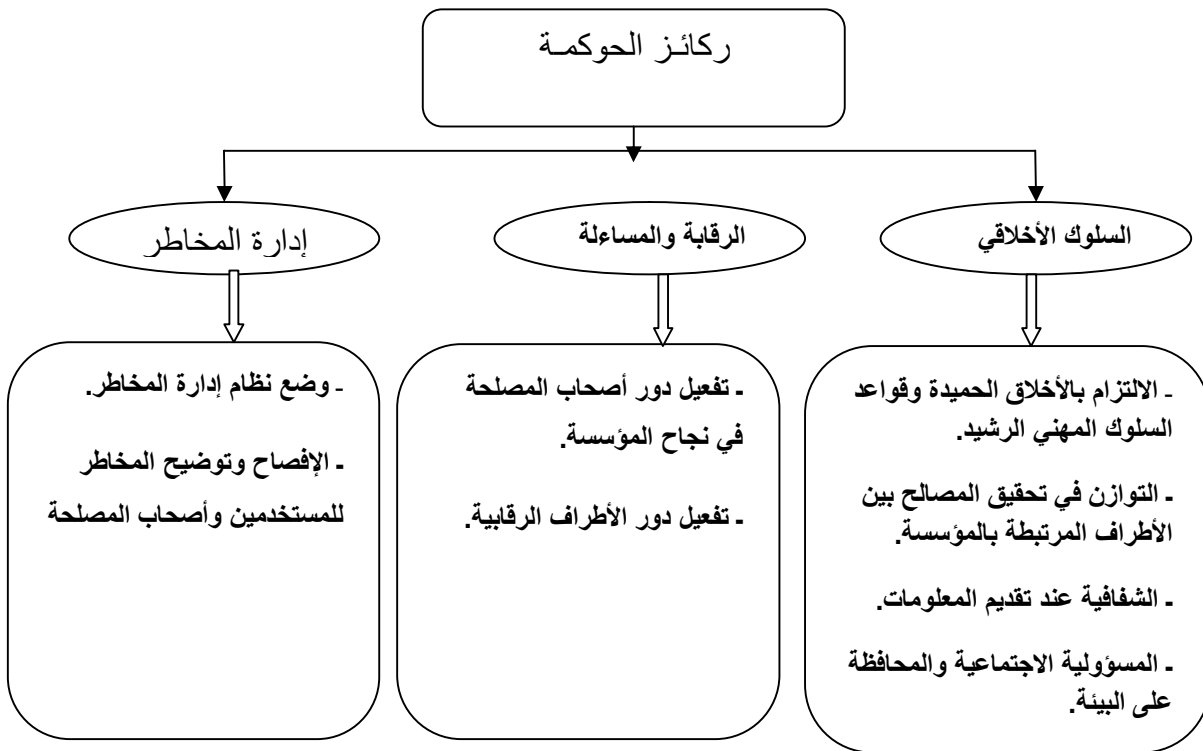 ركائز الحوكمة
السلوك الأخلاقي
الرقابة والمساءلة
إدارة المخاطر
- الالتزام بالأخلاق الحميدة وقواعد
السلوك المهني الرشيد.
- التوازن في تحقيق المصالح بين
الأطراف المرتبطة بالمؤسسة.
- الشفافية عند تقديم المعلومات.
- المسؤولية الاجتماعية والمحافظة
على البيئة.
- تفعيل دور أصحاب المصلحة
في نجاح المؤسسة.
- تفعيل دور الأطراف الرقابية.
- وضع نظام إدارة المخاطر.
- الإفصاح وتوضيح المخاطر
للمستخدمين وأصحاب المصلحة